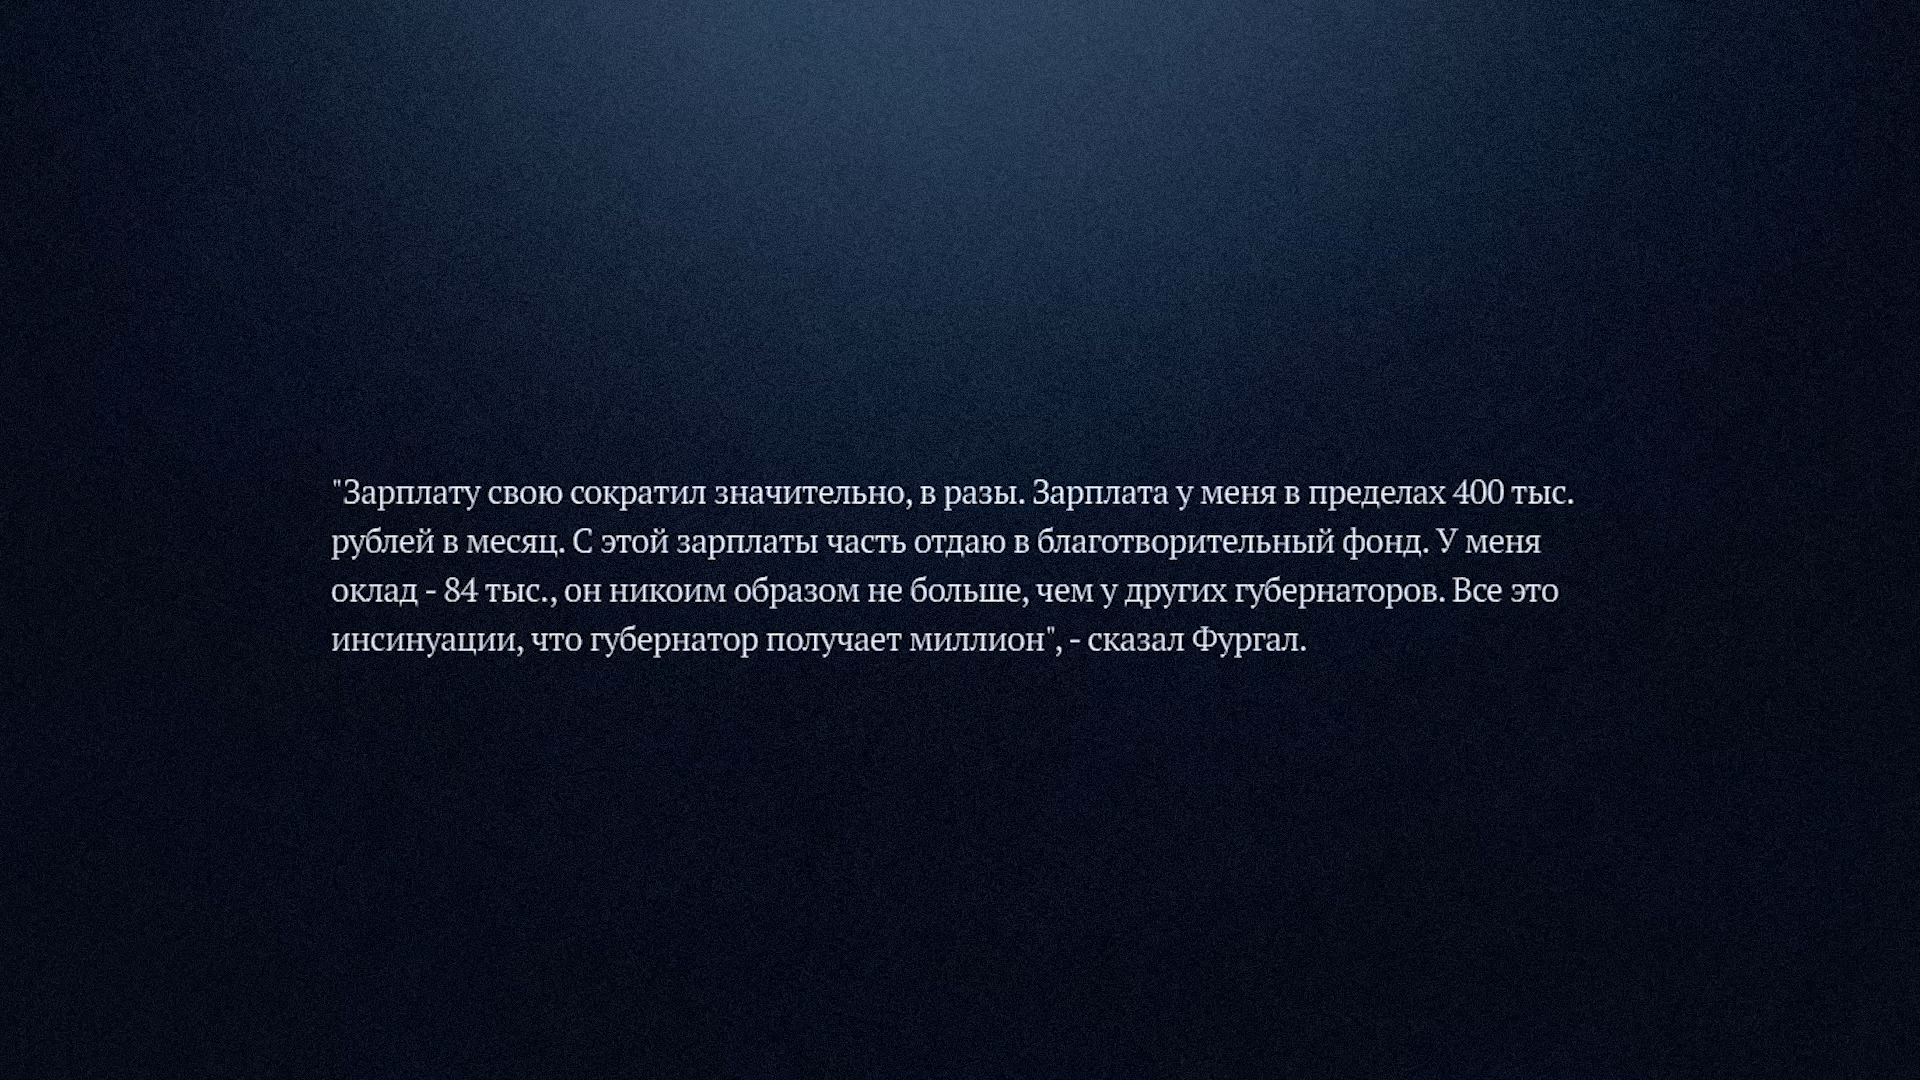 "Зарплату свою сократил значительно, в разы. Зарплата у меня в пределах 400 тыс.
рублей в месяц. С этой зарплаты часть отдаю в благотворительный фонд. У меня
оклад - 84 тыс., он никоим образом не больше, чем у других губернаторов. Все это
инсинуации, что губернатор получает миллион", - сказал Фургал.